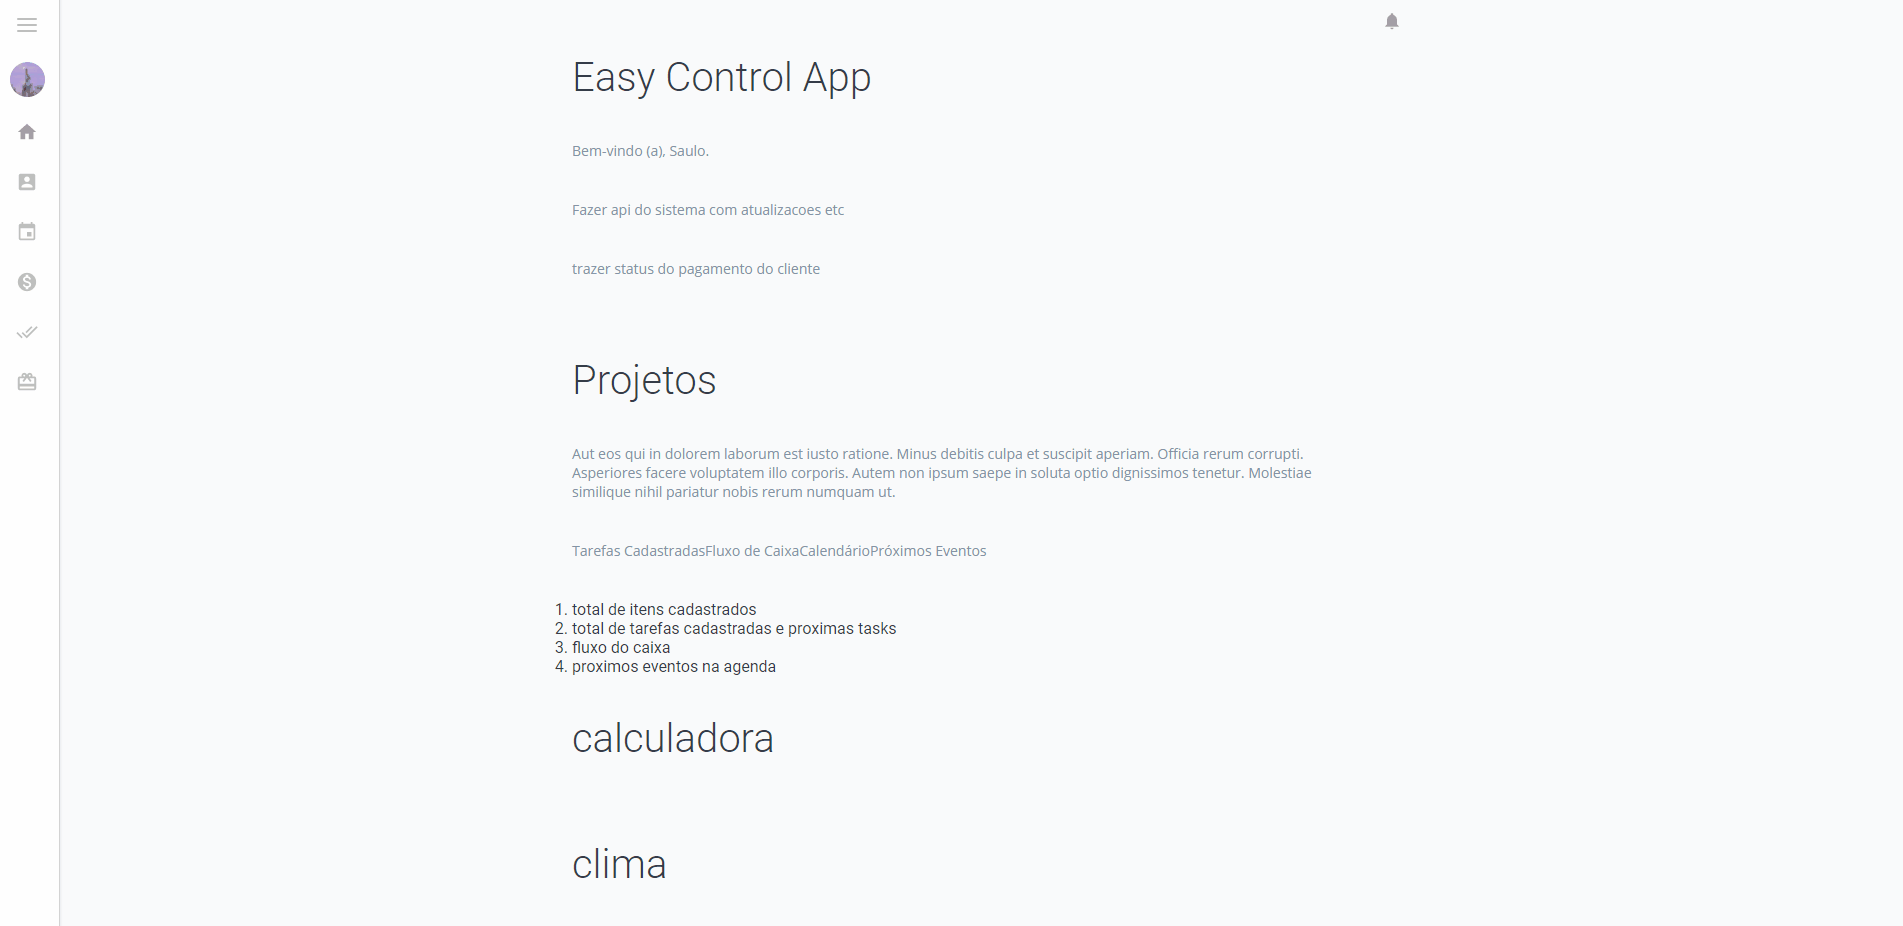 Easy Control App
Bem-vindo (a), Saulo.
Fazer api do sistema com atualizacoes etc
trazer status do pagamento do cliente
Projetos
Aut eos qui in dolorem laborum est iusto ratione. Minus debitis culpa et suscipit aperiam. Officia rerum corrupti.
Asperiores facere voluptatem illo corporis. Autem non ipsum saepe in soluta optio dignissimos tenetur. Molestiae
similique nihil pariatur nobis rerum numquam ut.
Tarefas CadastradasFluxo de CaixaCalendárioPróximos Eventos
1. total de itens cadastrados
2. total de tarefas cadastradas e proximas tasks
3. fluxo do caixa
4. proximos eventos na agenda
calculadora
clima